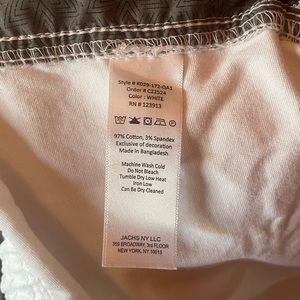 Style # K029-172-OA1
Order # C22524
Color : WHITE
RN # 123913
97% Cotton, 3% Spandex
Exclusive of decoration
Made in Bangladesh
Machine Wash Cold
Do Not Bleach
Tumble Dry Low Heat
Iron Low
Can Be Dry Cleaned
JACHS NY LLC
359 BROADWAY, 3rd FLOOR
NEW YORK, NY 10013